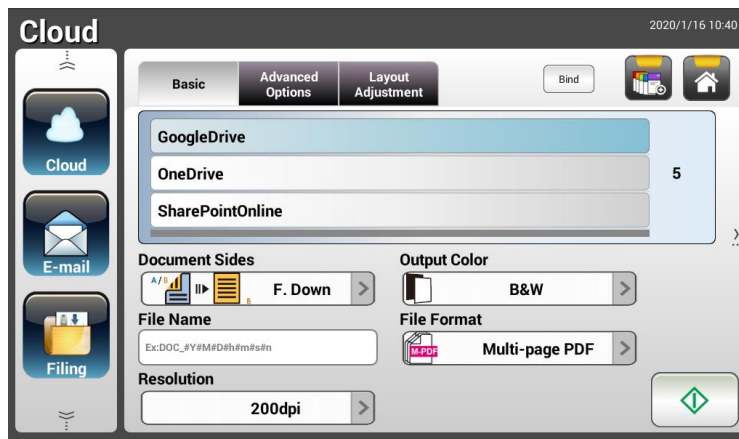 Cloud
2020/1/16 10:40
Basic
Advanced Options
Layout Adjustment
Bind
GoogleDrive
OneDrive
SharePointOnline
5
Cloud
E-mail
Filing
Document Sides
A/B
B
F. Down
Output Color
B&W
File Name
Ex:DOC_#Y#M#D#h#m#s#n
File Format
M-PDF
Multi-page PDF
Resolution
200dpi